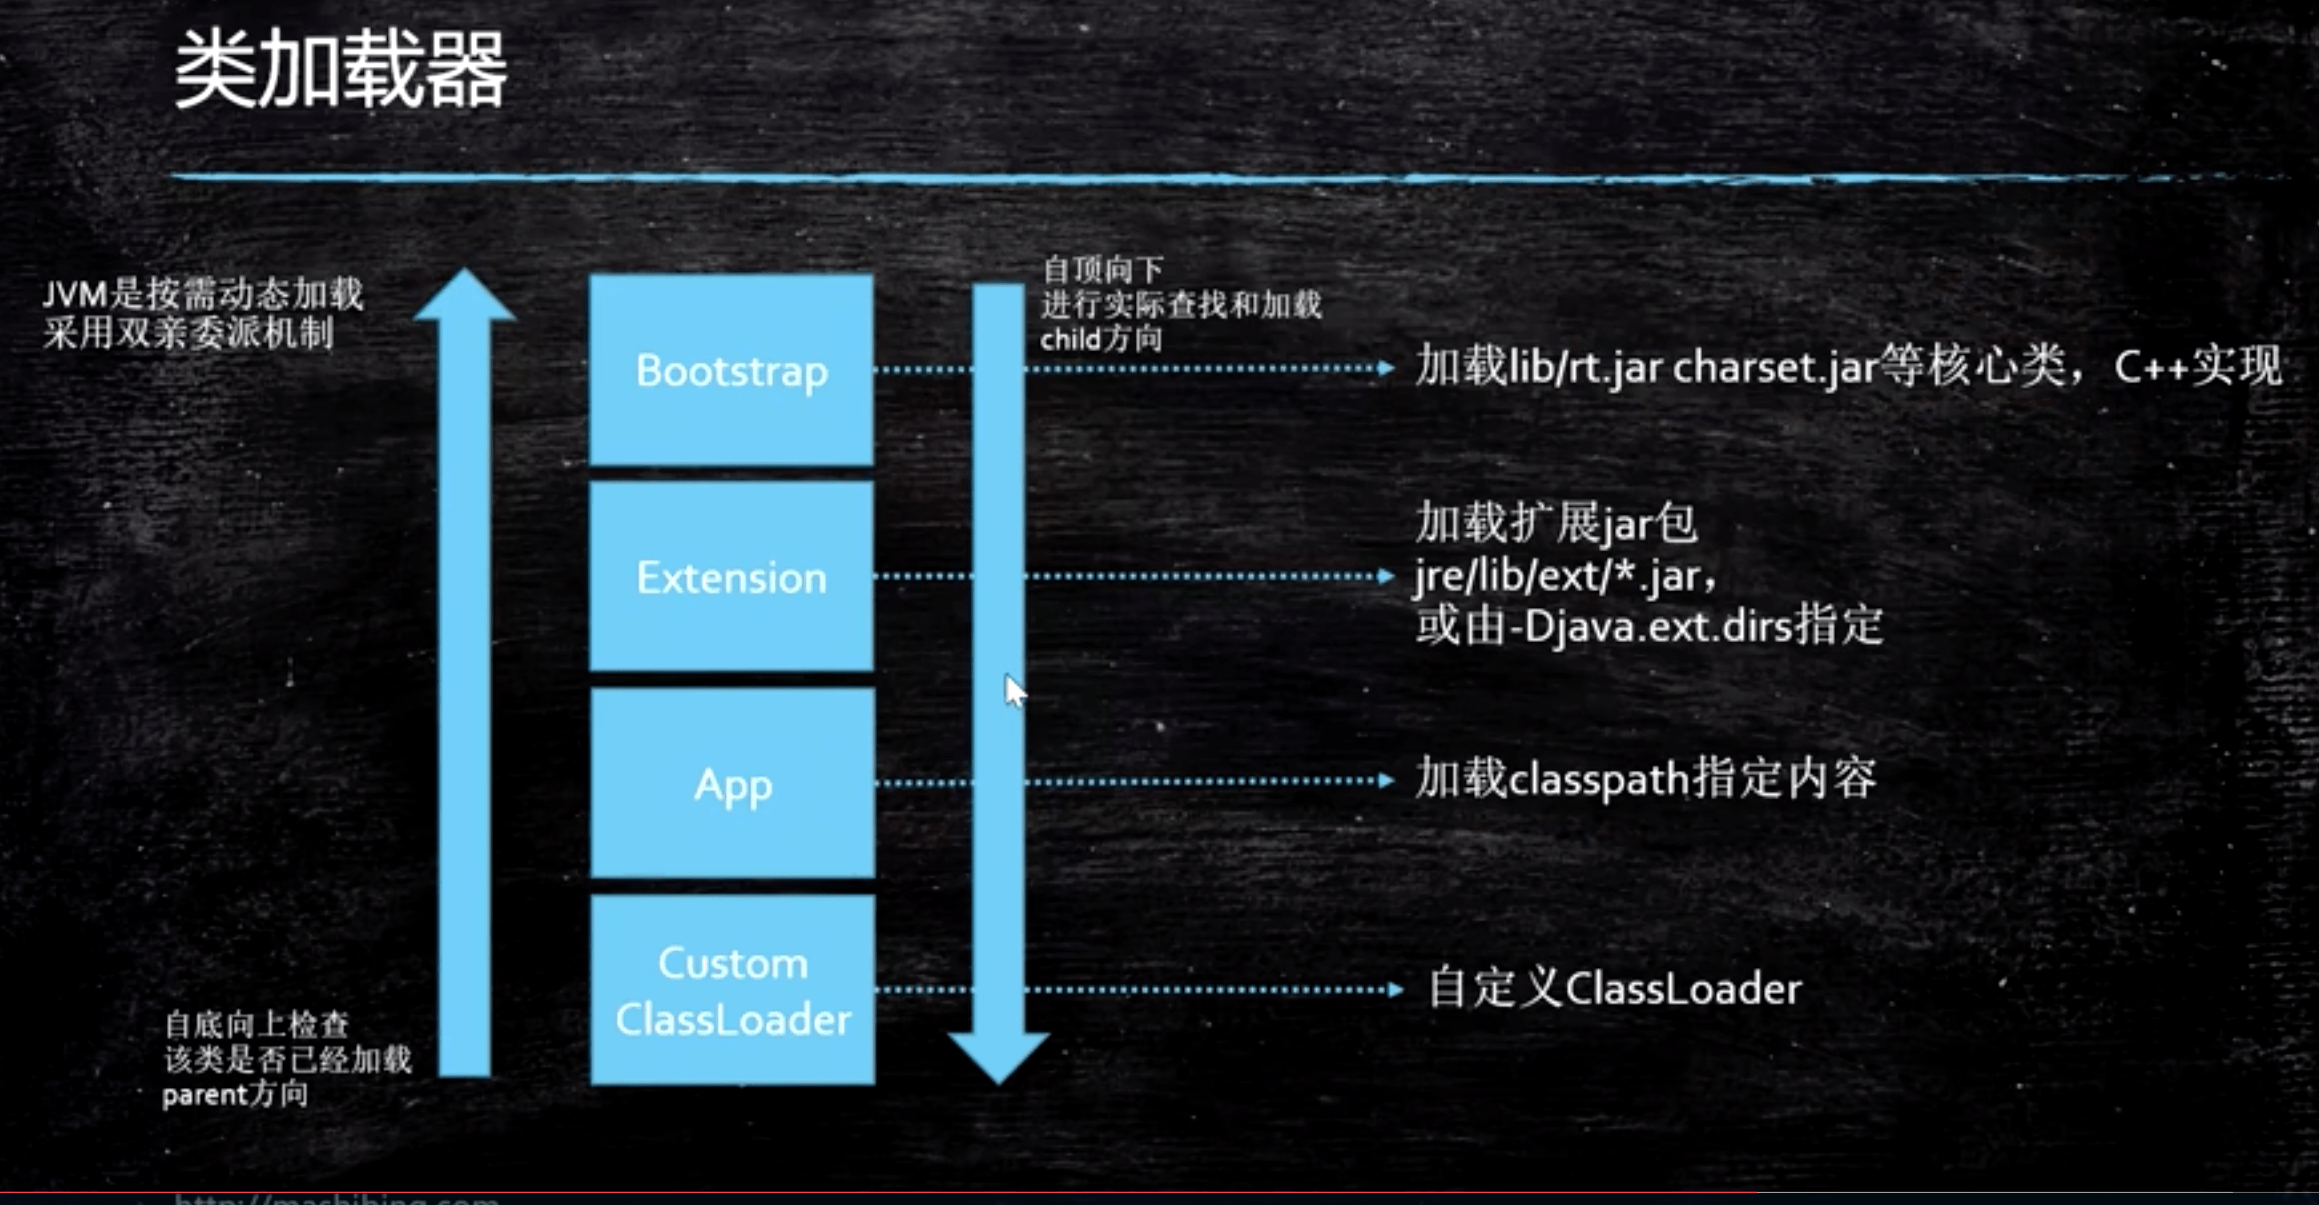 类加载器
JVM是按需动态加载
采用双亲委派机制
自顶向下
进行实际查找和加载
child方向
Bootstrap
加载lib/rt.jar charset.jar等核心类，C++实现
Extension
加载扩展jar包
jre/lib/ext/*.jar，
或由-Djava.ext.dirs指定
App
加载classpath指定内容
Custom
ClassLoader
自定义ClassLoader
自底向上检查
该类是否已经加载
parent方向
http://mashibing.com